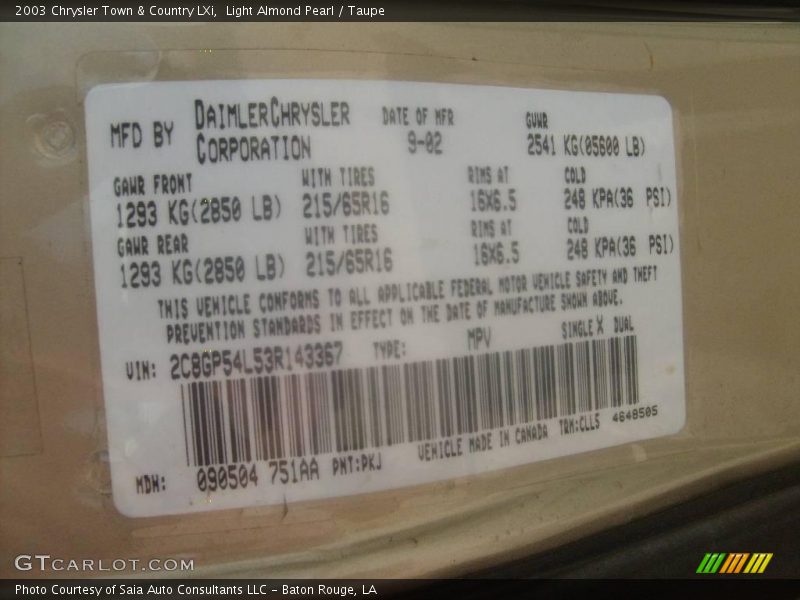 2003 Chrysler Town & Country LXi, Light Almond Pearl / Taupe
MFD BY DAIMLERCHRYSLER CORPORATION DATE OF MFR 9-02 GVWR 2541 KG(05600 LB)
GAWR FRONT WITH TIRES RIMS AT COLD
1293 KG(2850 LB) 215/65R16 16X6.5 248 KPA(36 PSI)
GAWR REAR WITH TIRES RIMS AT COLD
1293 KG(2850 LB) 215/65R16 16X6.5 248 KPA(36 PSI)
THIS VEHICLE CONFORMS TO ALL APPLICABLE FEDERAL MOTOR VEHICLE SAFETY AND THEFT
PREVENTION STANDARDS IN EFFECT ON THE DATE OF MANUFACTURE SHOWN ABOVE.
VIN: 2C8GP54L53R143367 TYPE: MPV SINGLE X DUAL
MDH: 090504 751AA PNT:PKJ VEHICLE MADE IN CANADA TRM:CLL5 4648505
GTCARLOT.COM
Photo Courtesy of Saia Auto Consultants LLC - Baton Rouge, LA